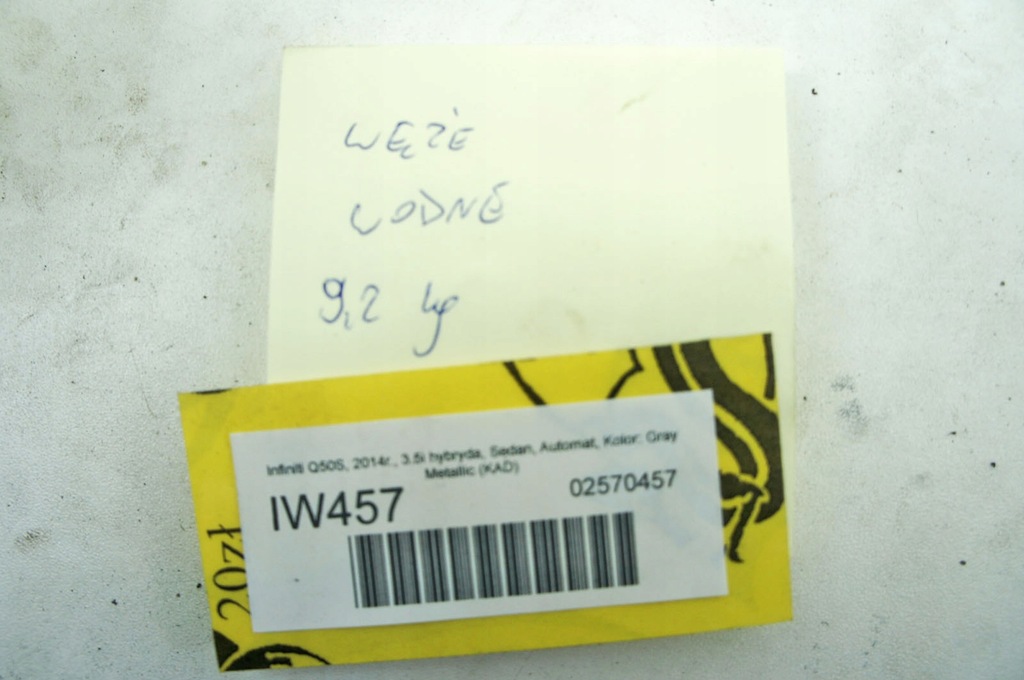 WĘŻE
WODNE
9,2 kg
Infiniti Q50S, 2014r., 3.5i hybryda, Sedan, Automat, Kolor: Gray
Metallic (KAD)
IW457
02570457
20zł